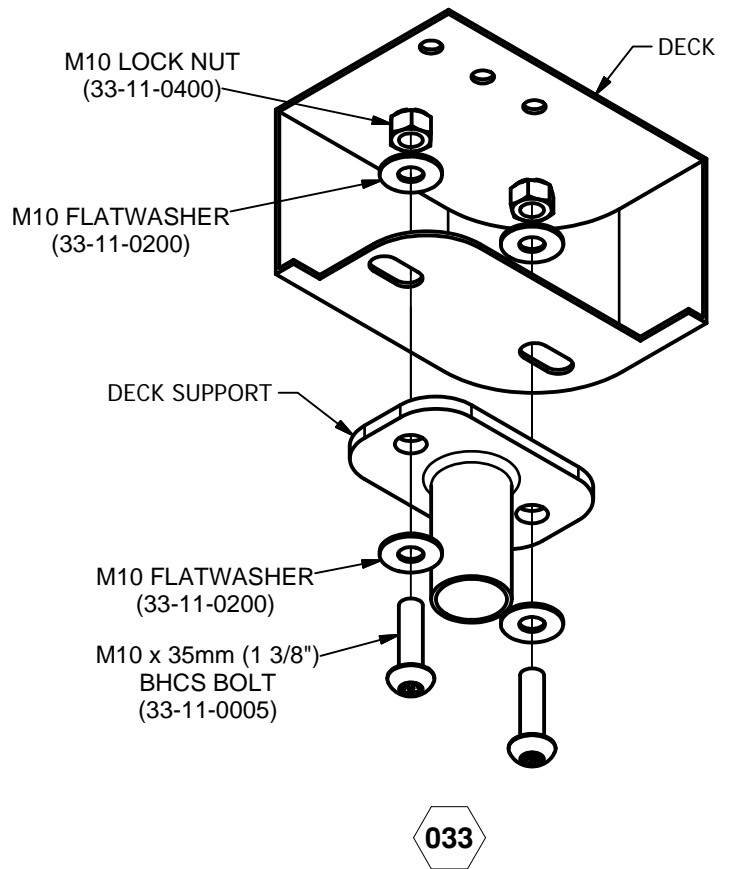 M10 LOCK NUT
(33-11-0400)
DECK
M10 FLATWASHER
(33-11-0200)
DECK SUPPORT
M10 FLATWASHER
(33-11-0200)
M10 x 35mm (1 3/8")
BHCS BOLT
(33-11-0005)
033